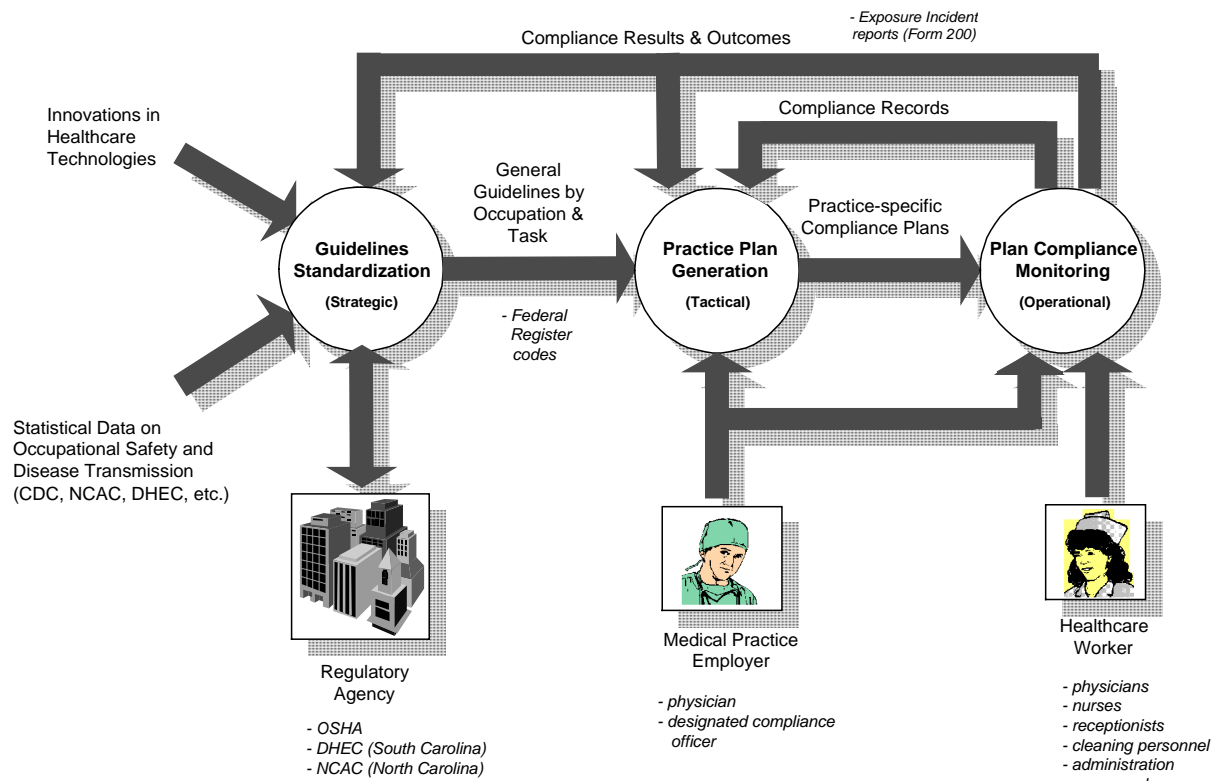 - Exposure Incident
reports (Form 200)
Compliance Results & Outcomes
Compliance Records
Innovations in
Healthcare
Technologies
General
Guidelines by
Occupation &
Task
Practice-specific
Compliance Plans
Guidelines
Standardization
(Strategic)
Practice Plan
Generation
(Tactical)
Plan Compliance
Monitoring
(Operational)
- Federal
Register
codes
Statistical Data on
Occupational Safety and
Disease Transmission
(CDC, NCAC, DHEC, etc.)
Regulatory
Agency
- OSHA
- DHEC (South Carolina)
- NCAC (North Carolina)
Medical Practice
Employer
- physician
- designated compliance
officer
Healthcare
Worker
- physicians
- nurses
- receptionists
- cleaning personnel
- administration